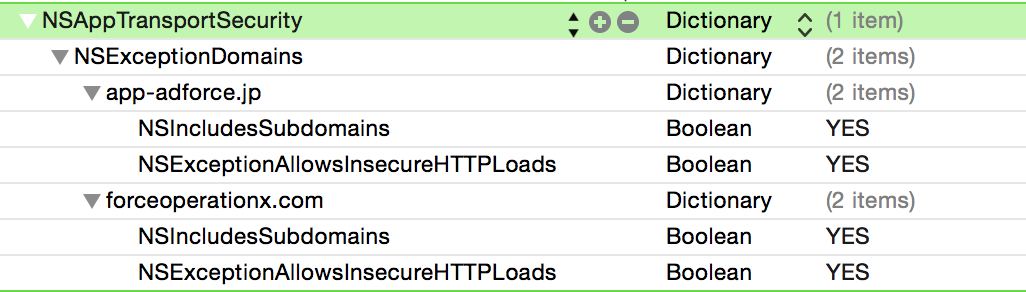 NSAppTransportSecurity Dictionary (1 item)
NSExceptionDomains Dictionary (2 items)
app-adforce.jp Dictionary (2 items)
NSIncludesSubdomains Boolean YES
NSExceptionAllowsInsecureHTTPLoads Boolean YES
forceoperationx.com Dictionary (2 items)
NSIncludesSubdomains Boolean YES
NSExceptionAllowsInsecureHTTPLoads Boolean YES